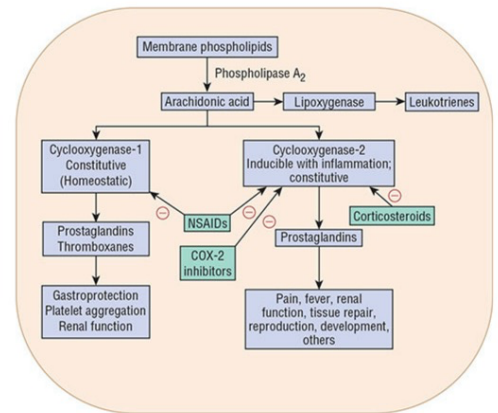 Membrane phospholipids
Phospholipase A₂
Arachidonic acid
Lipoxygenase
Leukotrienes
Cyclooxygenase-1
Constitutive
(Homeostatic)
Cyclooxygenase-2
Inducible with inflammation;
constitutive
NSAIDs
Corticosteroids
Prostaglandins
Thromboxanes
COX-2
inhibitors
Prostaglandins
Gastroprotection
Platelet aggregation
Renal function
Pain, fever, renal
function, tissue repair,
reproduction, development,
others